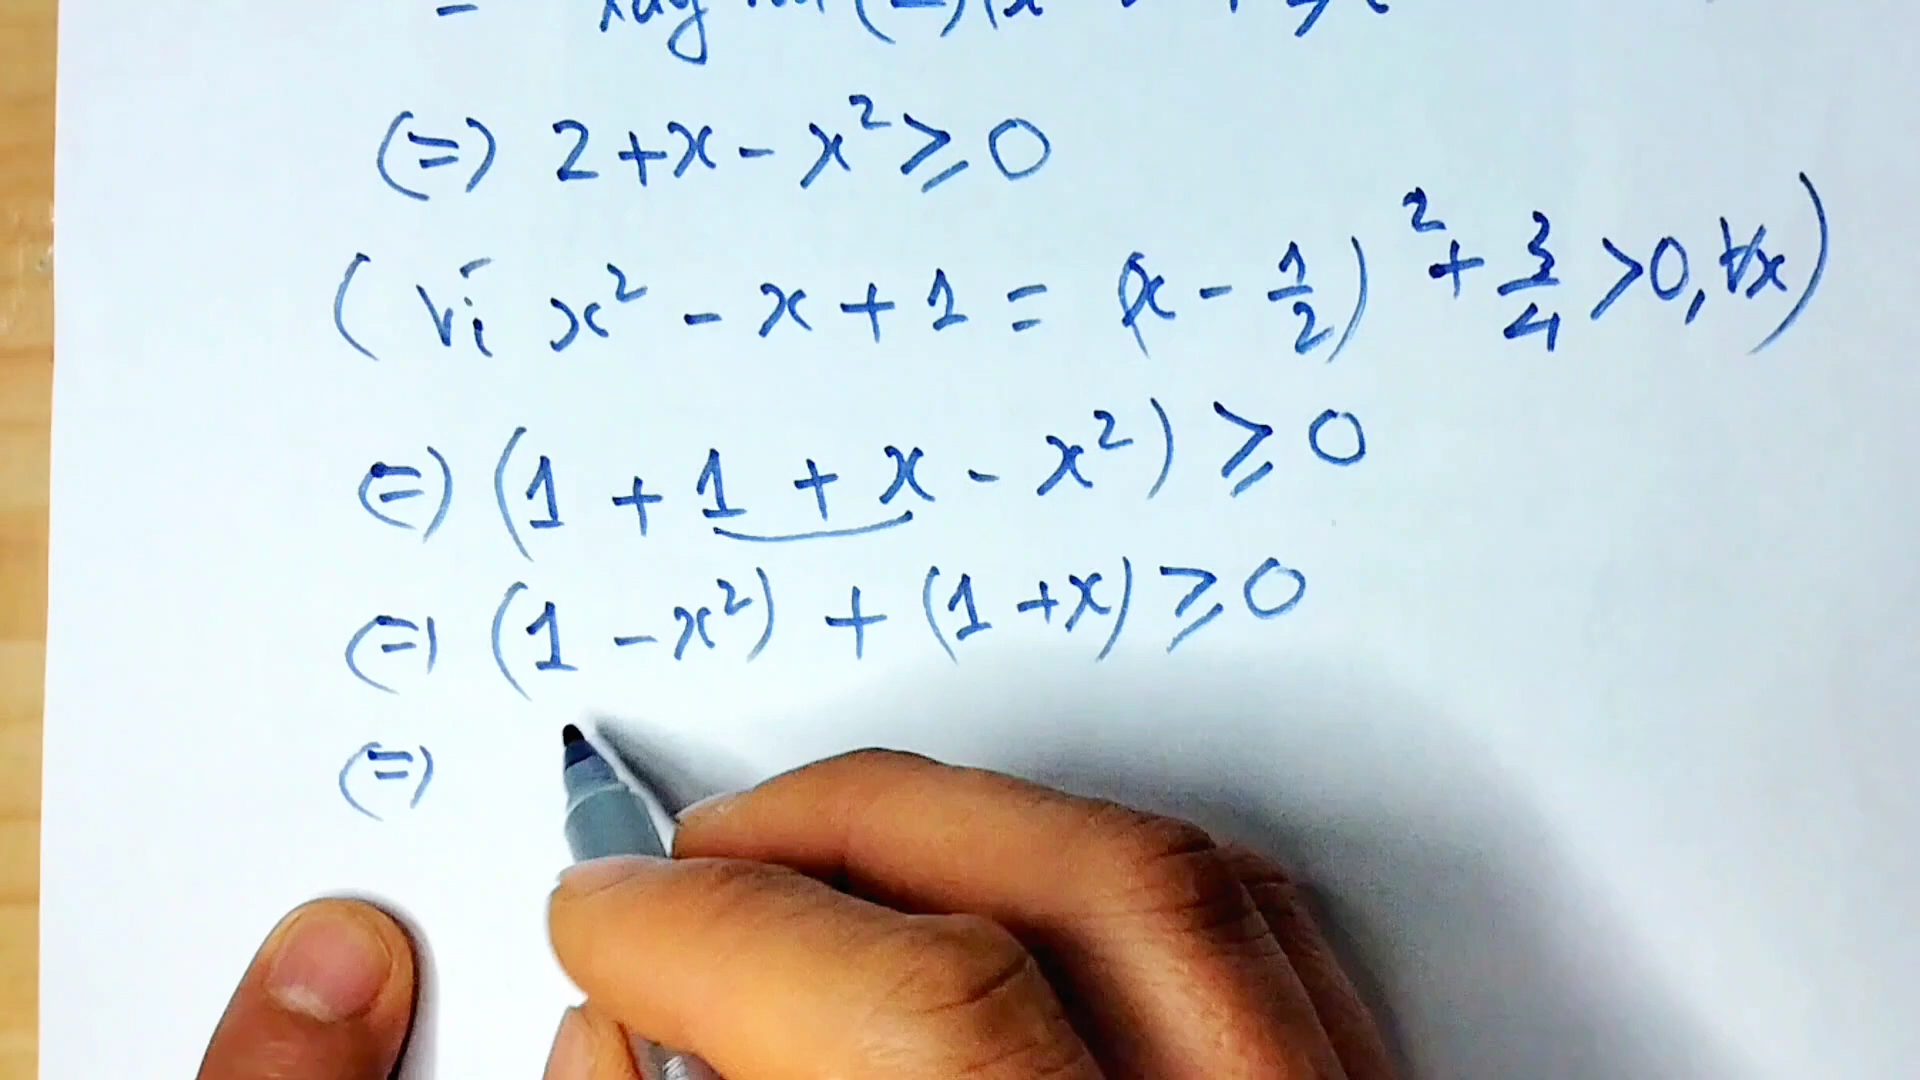 (=) 2 + x - x² ≥ 0
( Vì x² - x + 1 = (x - 1/2)² + 3/4 > 0, ∀x )
(=) (1 + 1 + x - x²) ≥ 0
(=) (1 - x²) + (1 + x) ≥ 0
(=)